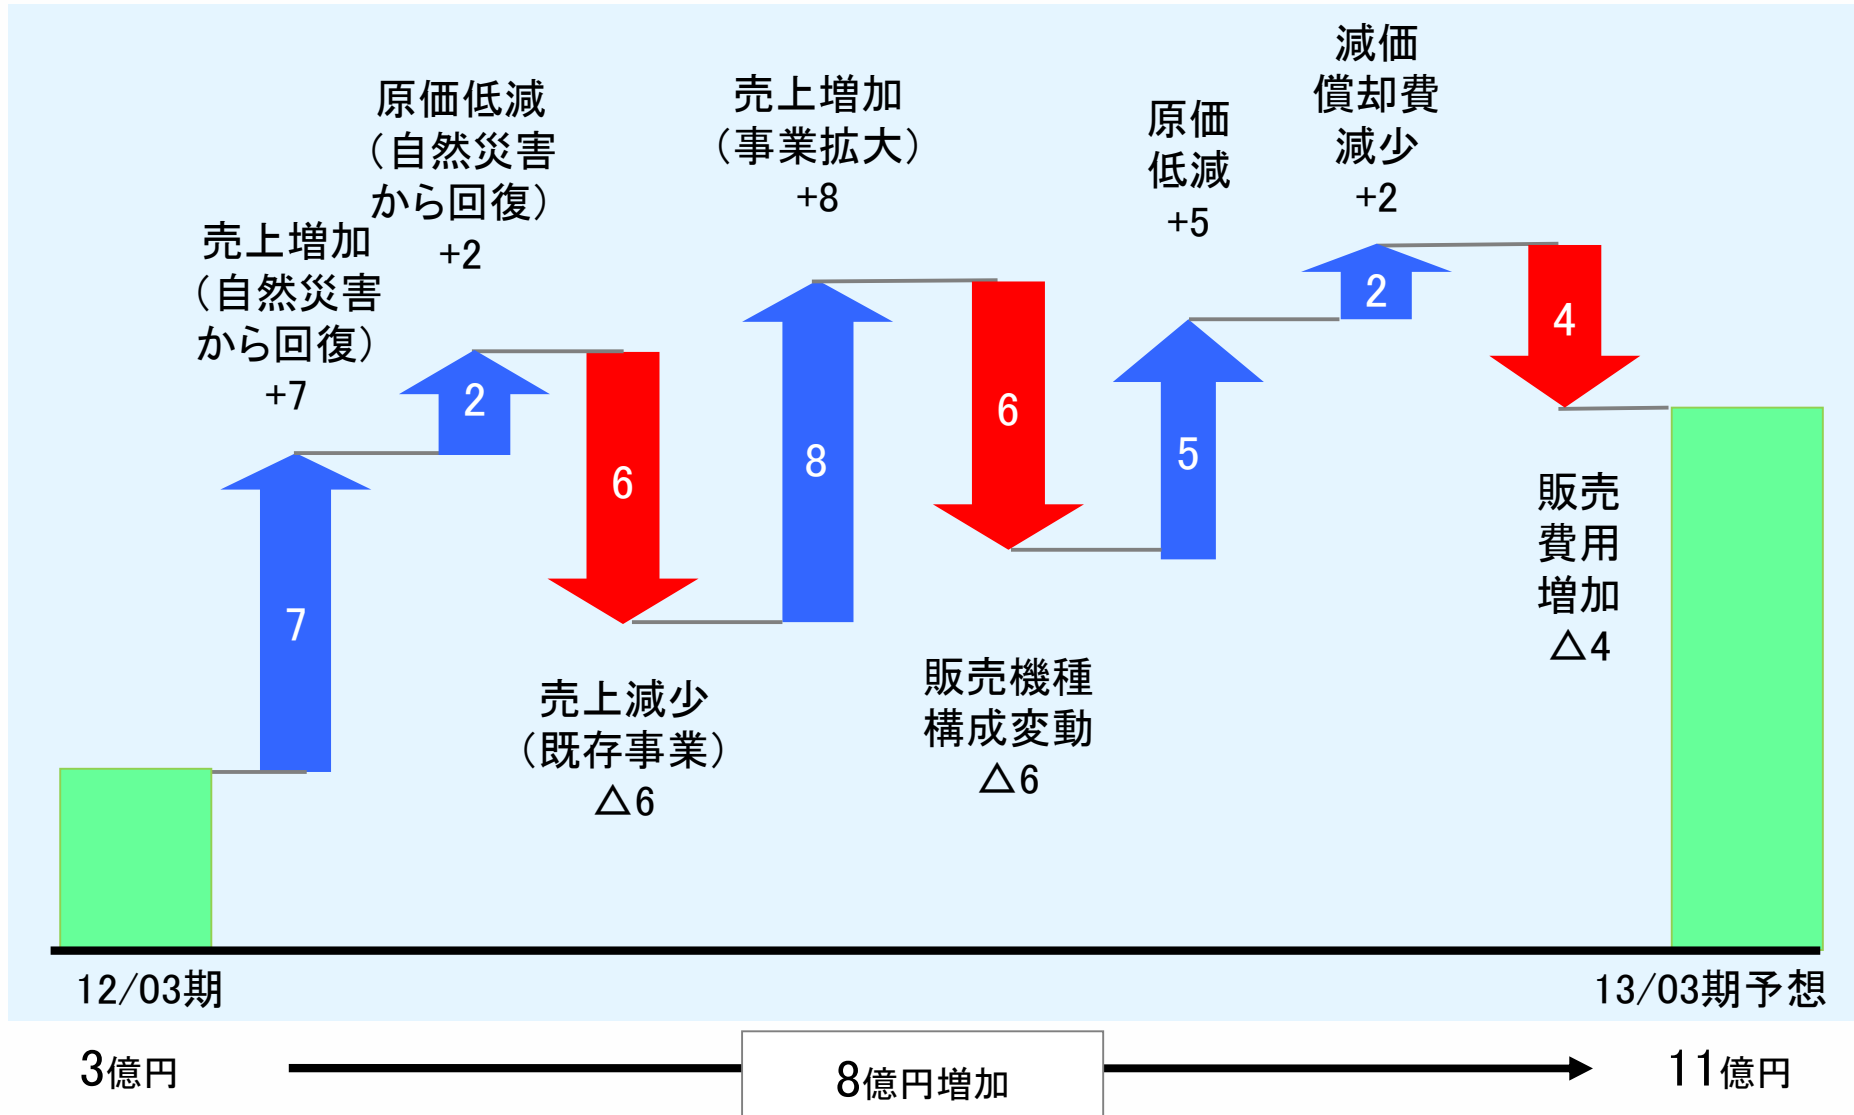 売上増加
（自然災害
から回復）
+7
7
原価低減
（自然災害
から回復）
+2
2
6
売上減少
（既存事業）
△6
売上増加
（事業拡大）
+8
8
6
販売機種
構成変動
△6
原価
低減
+5
5
減価
償却費
減少
+2
2
4
販売
費用
増加
△4
12/03期
13/03期予想
3億円
8億円増加
11億円